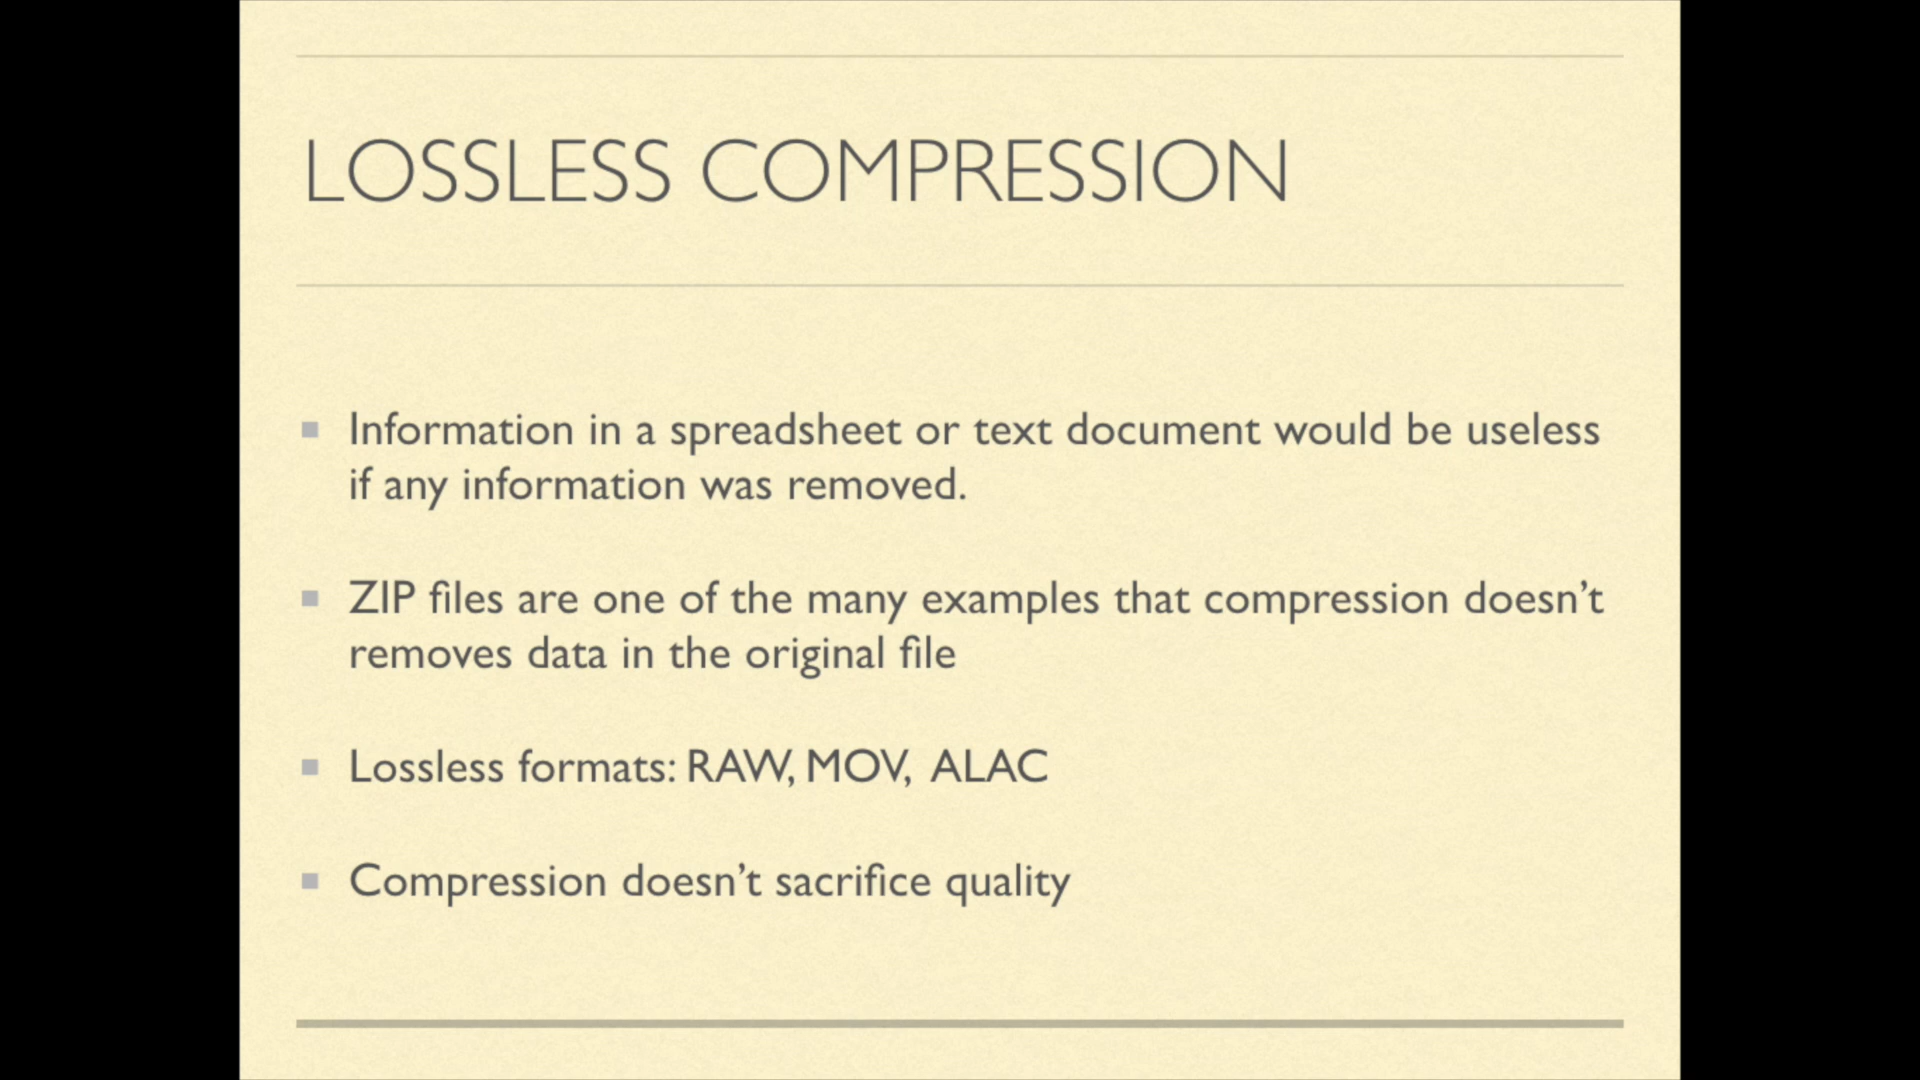 LOSSLESS COMPRESSION
Information in a spreadsheet or text document would be useless
if any information was removed.
ZIP files are one of the many examples that compression doesn’t
removes data in the original file
Lossless formats: RAW, MOV, ALAC
Compression doesn’t sacrifice quality